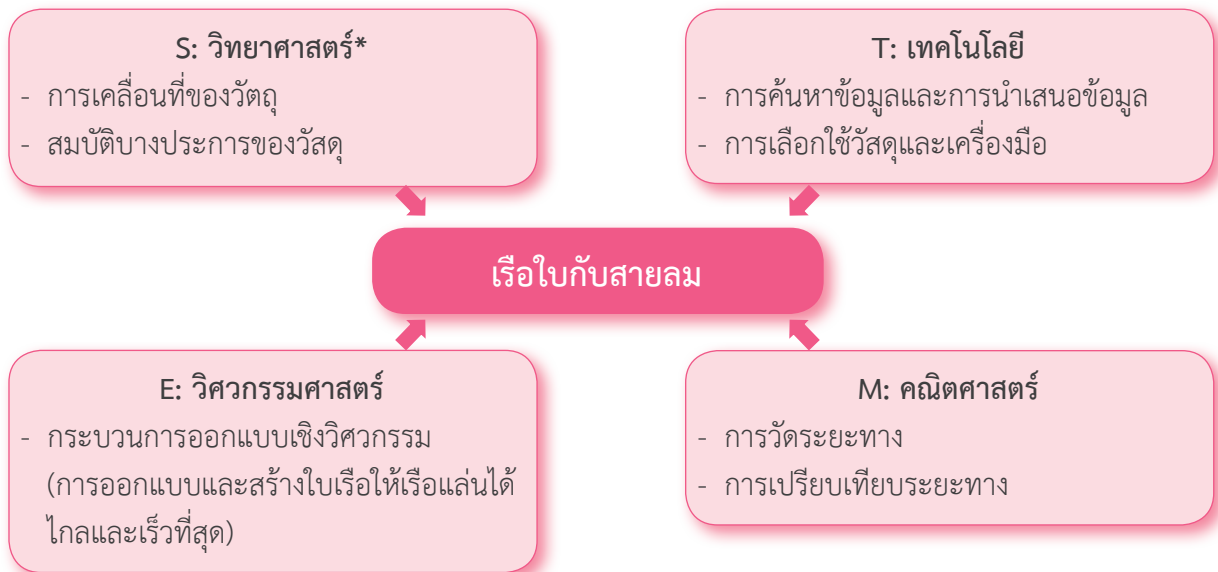 S: วิทยาศาสตร์*
- การเคลื่อนที่ของวัตถุ
- สมบัติบางประการของวัสดุ
T: เทคโนโลยี
- การค้นหาข้อมูลและการนำเสนอข้อมูล
- การเลือกใช้วัสดุและเครื่องมือ
เรือใบกับสายลม
E: วิศวกรรมศาสตร์
- กระบวนการออกแบบเชิงวิศวกรรม
(การออกแบบและสร้างใบเรือให้เรือแล่นได้
ไกลและเร็วที่สุด)
M: คณิตศาสตร์
- การวัดระยะทาง
- การเปรียบเทียบระยะทาง